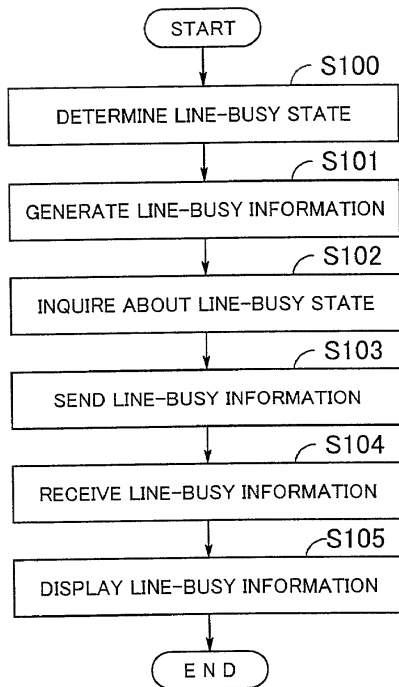 START
S100
DETERMINE LINE-BUSY STATE
S101
GENERATE LINE-BUSY INFORMATION
S102
INQUIRE ABOUT LINE-BUSY STATE
S103
SEND LINE-BUSY INFORMATION
S104
RECEIVE LINE-BUSY INFORMATION
S105
DISPLAY LINE-BUSY INFORMATION
END